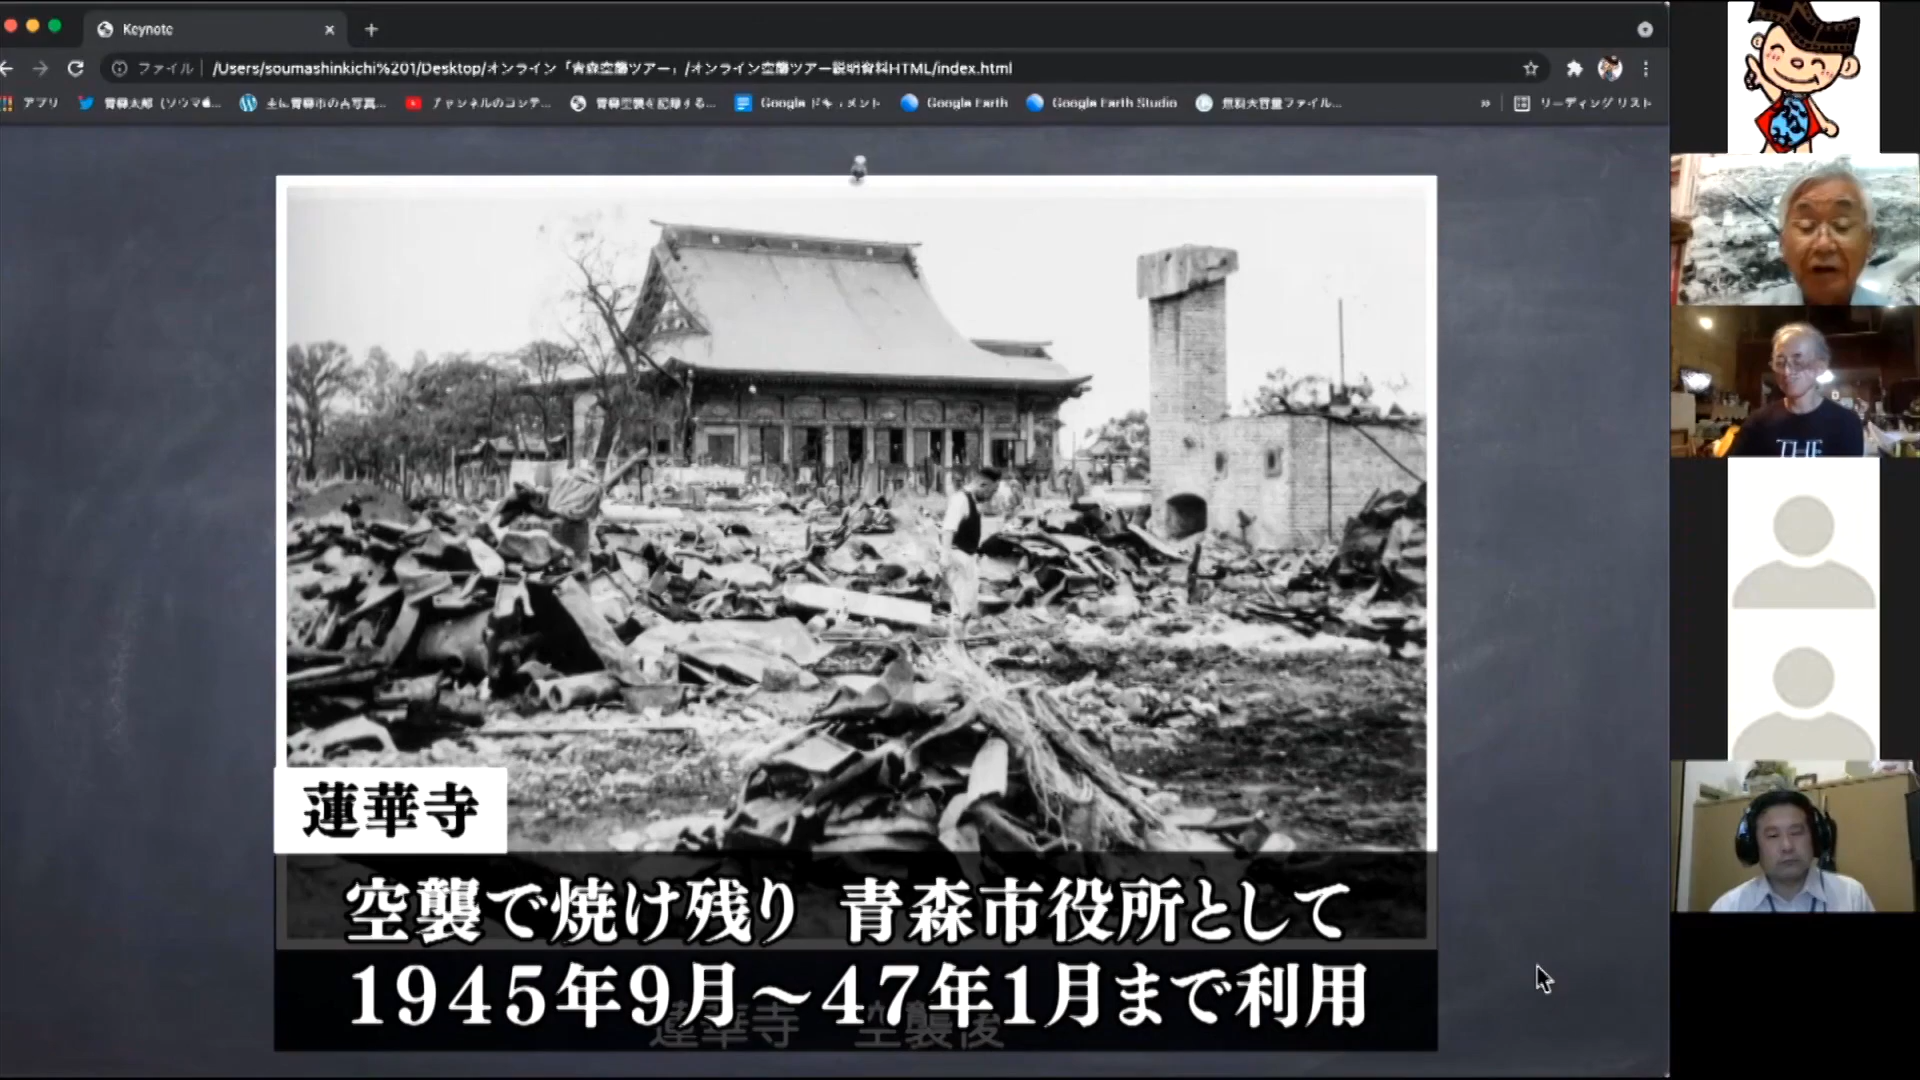 Keynote
ファイル
/Users/soumashinkichi%201/Desktop/オンライン「青森空襲ツアー」/オンライン空襲ツアー説明資料HTML/index.html
アプリ
青森太郎（ソウマ
主に青森市の古写真...
チャンネルのコンテ...
青森空襲を記録する...
Google ドキュメント
Google Earth
Google Earth Studio
無料大容量ファイル...
»
リーディング リスト
THE
蓮華寺
空襲で焼け残り 青森市役所として
1945年9月～47年1月まで利用
蓮華寺 空襲後